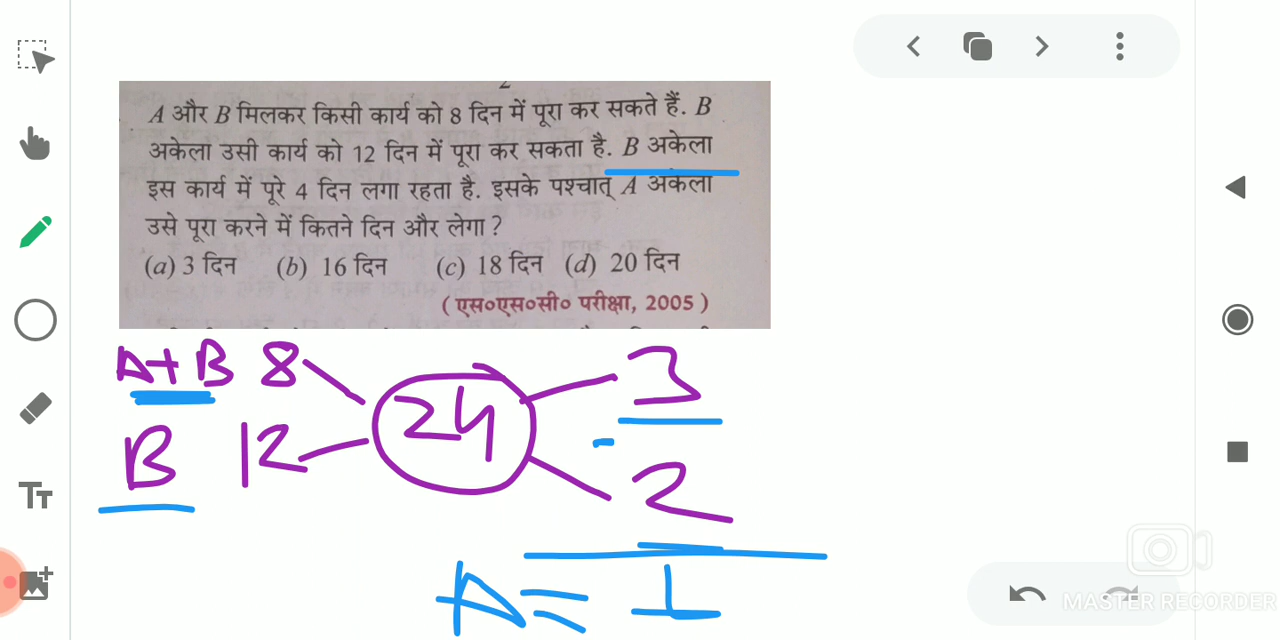 A और B मिलकर किसी कार्य को 8 दिन में पूरा कर सकते हैं. B
अकेला उसी कार्य को 12 दिन में पूरा कर सकता है. B अकेला
इस कार्य में पूरे 4 दिन लगा रहता है. इसके पश्चात् A अकेला
उसे पूरा करने में कितने दिन और लेगा ?
(a) 3 दिन (b) 16 दिन (c) 18 दिन (d) 20 दिन
( एस०एस०सी० परीक्षा, 2005 )
A+B 8 24 3
B 12 - 2
A = 1
Tт
MASTER RECORDER